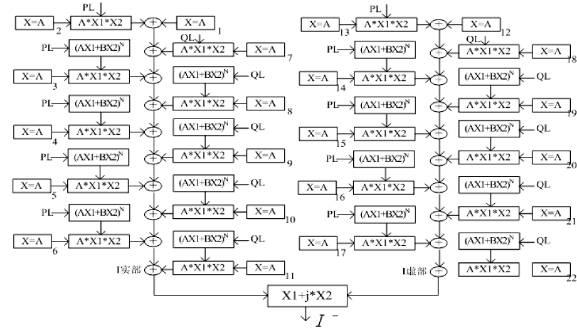 PL PL
X=A A*X1*X2 X=A X=A A*X1*X2 X=A
2 1 13 12
QL QL
PL (AX1+BX2)^N A*X1*X2 X=A PL (AX1+BX2)^N A*X1*X2 X=A
7 18
X=A A*X1*X2 (AX1+BX2)^N QL X=A A*X1*X2 (AX1+BX2)^N QL
3 14
PL (AX1+BX2)^N A*X1*X2 X=A PL (AX1+BX2)^N A*X1*X2 X=A
8 19
X=A A*X1*X2 (AX1+BX2)^N QL X=A A*X1*X2 (AX1+BX2)^N QL
4 15
PL (AX1+BX2)^N A*X1*X2 X=A PL (AX1+BX2)^N A*X1*X2 X=A
9 20
X=A A*X1*X2 (AX1+BX2)^N QL X=A A*X1*X2 (AX1+BX2)^N QL
5 16
PL (AX1+BX2)^N A*X1*X2 X=A PL (AX1+BX2)^N A*X1*X2 X=A
10 21
X=A A*X1*X2 (AX1+BX2)^N QL X=A A*X1*X2 (AX1+BX2)^N QL
6 17
I实部 A*X1*X2 X=A I虚部 A*X1*X2 X=A
11 22
X1+j*X2
I⁻